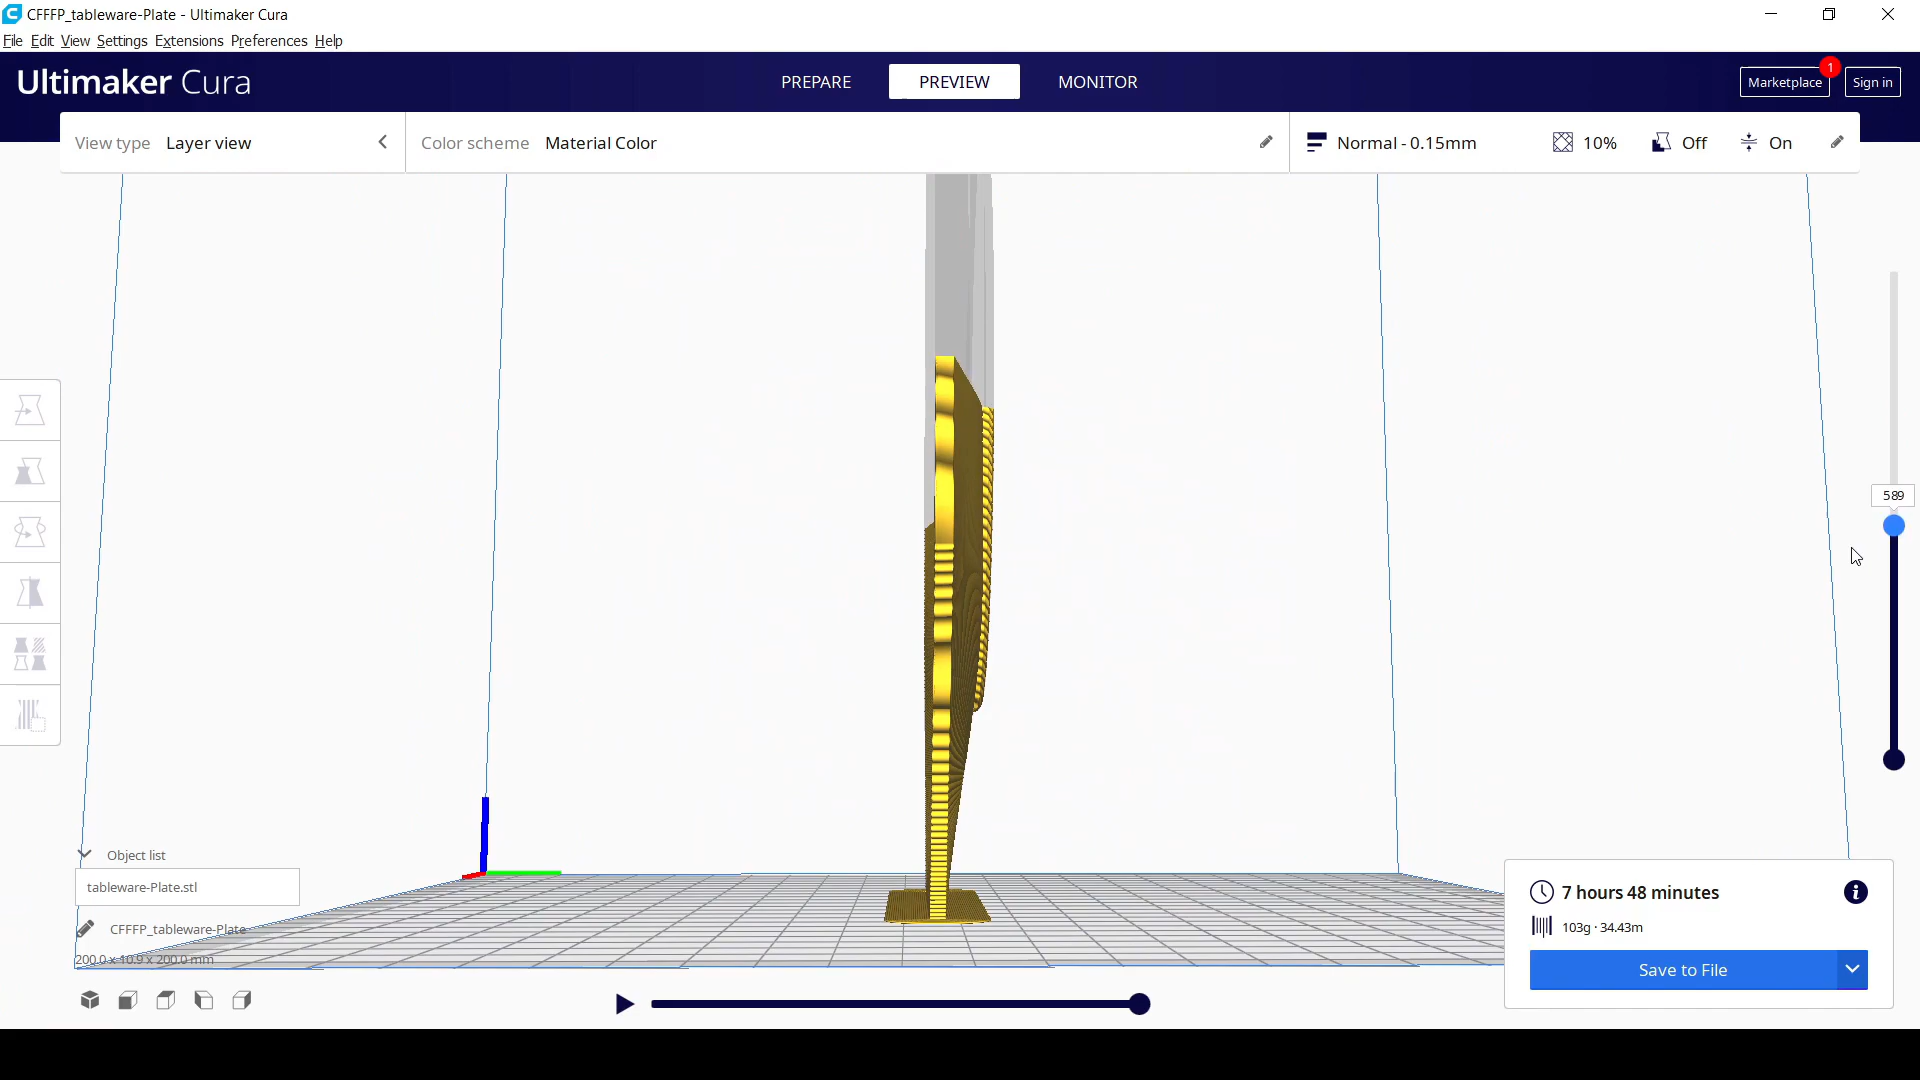 CFFFP_tableware-Plate - Ultimaker Cura
File Edit View Settings Extensions Preferences Help
Ultimaker Cura
PREPARE PREVIEW MONITOR
Marketplace 1 Sign in
View type Layer view Color scheme Material Color Normal - 0.15mm 10% Off On
589
Object list
tableware-Plate.stl
CFFFP_tableware-Plate
200.0 x 10.9 x 200.0 mm
7 hours 48 minutes
103g · 34.43m
Save to File